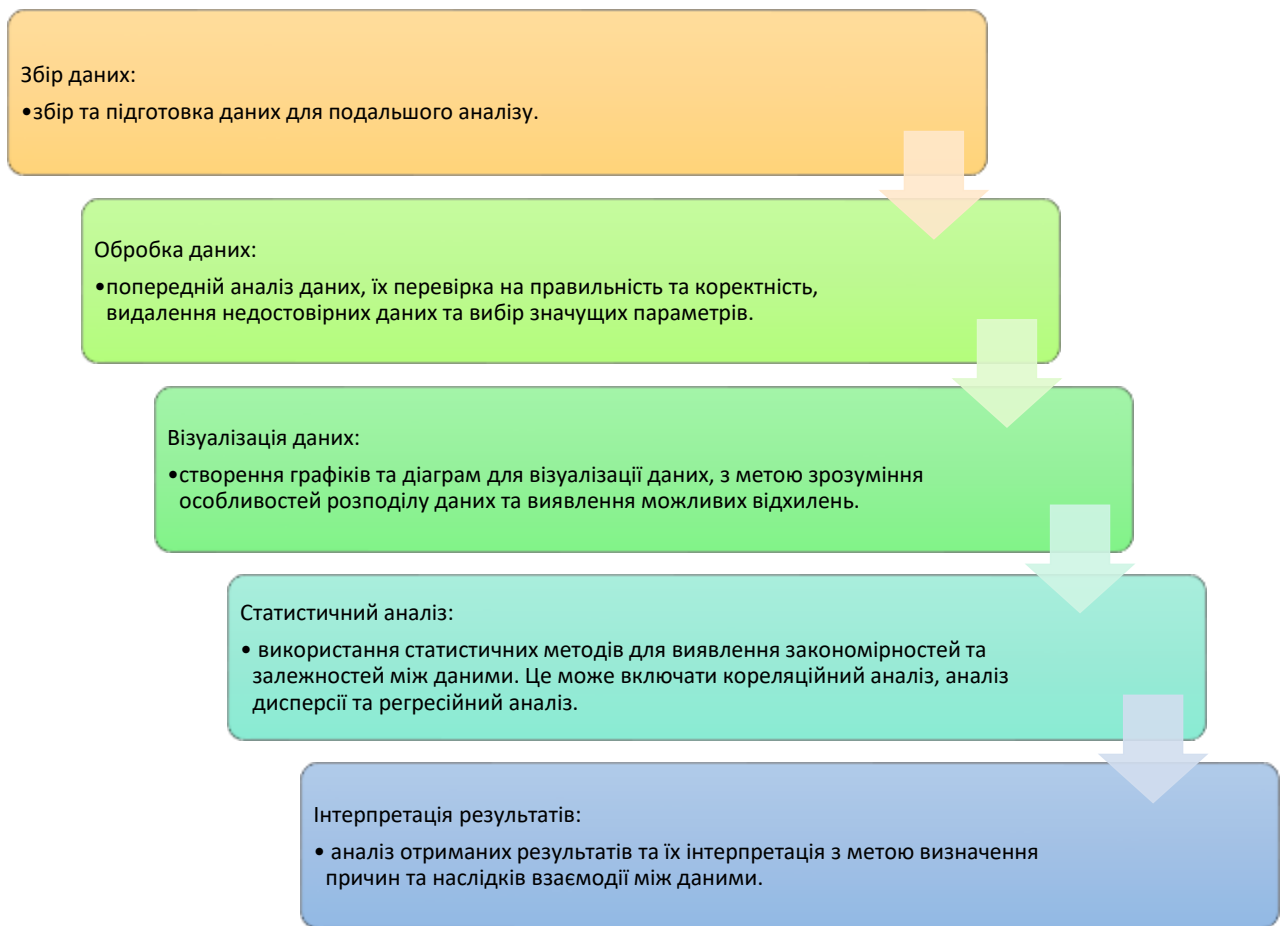 Збір даних:
•збір та підготовка даних для подальшого аналізу.
Обробка даних:
•попередній аналіз даних, їх перевірка на правильність та коректність,
видалення недостовірних даних та вибір значущих параметрів.
Візуалізація даних:
•створення графіків та діаграм для візуалізації даних, з метою зрозуміння
особливостей розподілу даних та виявлення можливих відхилень.
Статистичний аналіз:
• використання статистичних методів для виявлення закономірностей та
залежностей між даними. Це може включати кореляційний аналіз, аналіз
дисперсії та регресійний аналіз.
Інтерпретація результатів:
• аналіз отриманих результатів та їх інтерпретація з метою визначення
причин та наслідків взаємодії між даними.